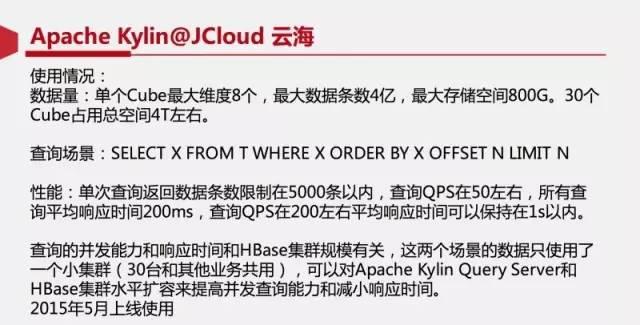 Apache Kylin@JCloud 云海
使用情况：
数据量：单个Cube最大维度8个，最大数据条数4亿，最大存储空间800G。30个
Cube占用总空间4T左右。
查询场景：SELECT X FROM T WHERE X ORDER BY X OFFSET N LIMIT N
性能：单次查询返回数据条数限制在5000条以内，查询QPS在50左右，所有查
询平均响应时间200ms，查询QPS在200左右平均响应时间可以保持在1s以内。
查询的并发能力和响应时间和HBase集群规模有关，这两个场景的数据只使用了
一个小集群（30台和其他业务共用），可以对Apache Kylin Query Server和
HBase集群水平扩容来提高并发查询能力和减小响应时间。
2015年5月上线使用